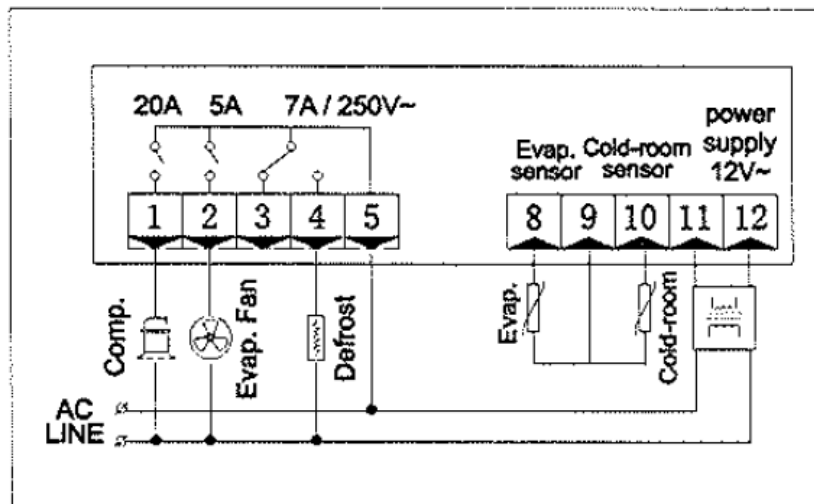 20A 5A 7A / 250V~
Evap. sensor
Cold-room sensor
power supply 12V~
1 2 3 4 5
8 9 10 11 12
Comp.
Evap. Fan
Defrost
Evap.
Cold-room
AC LINE